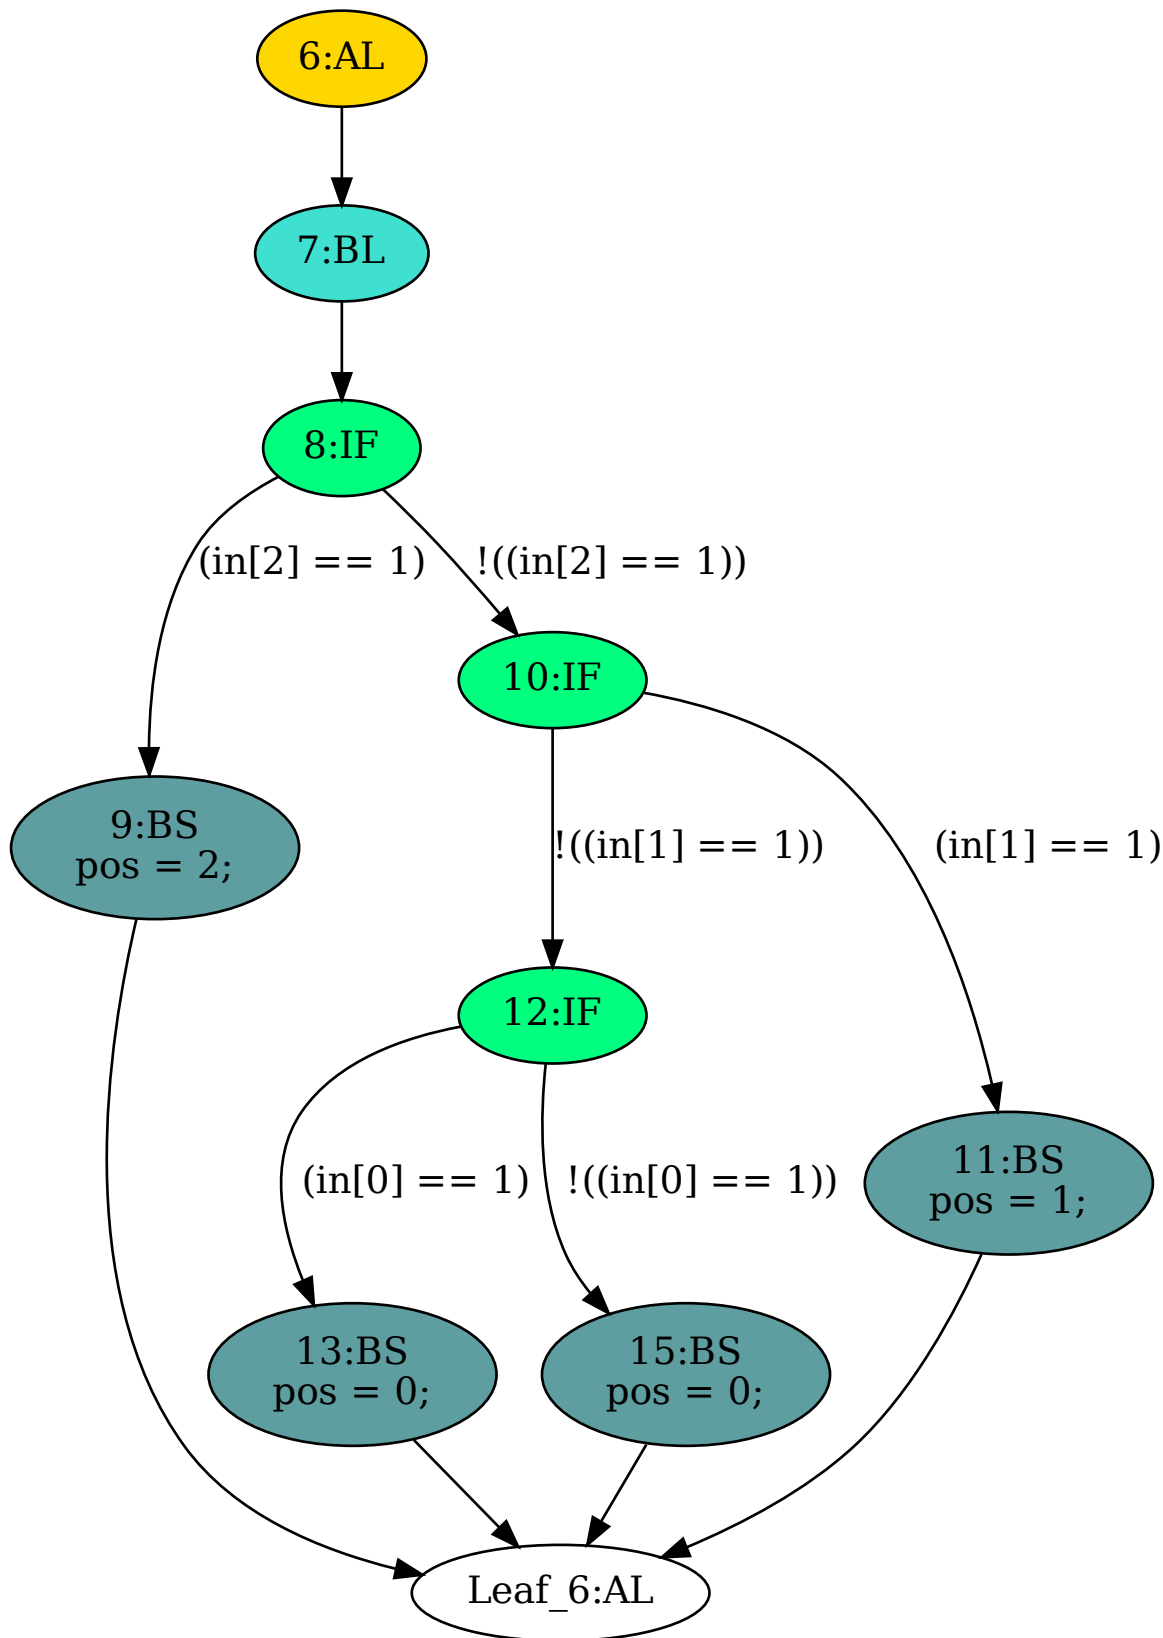 6:AL
7:BL
8:IF
(in[2] == 1)
!((in[2] == 1))
10:IF
9:BS
pos = 2;
!((in[1] == 1))
(in[1] == 1)
12:IF
11:BS
pos = 1;
(in[0] == 1)
!((in[0] == 1))
13:BS
pos = 0;
15:BS
pos = 0;
Leaf_6:AL